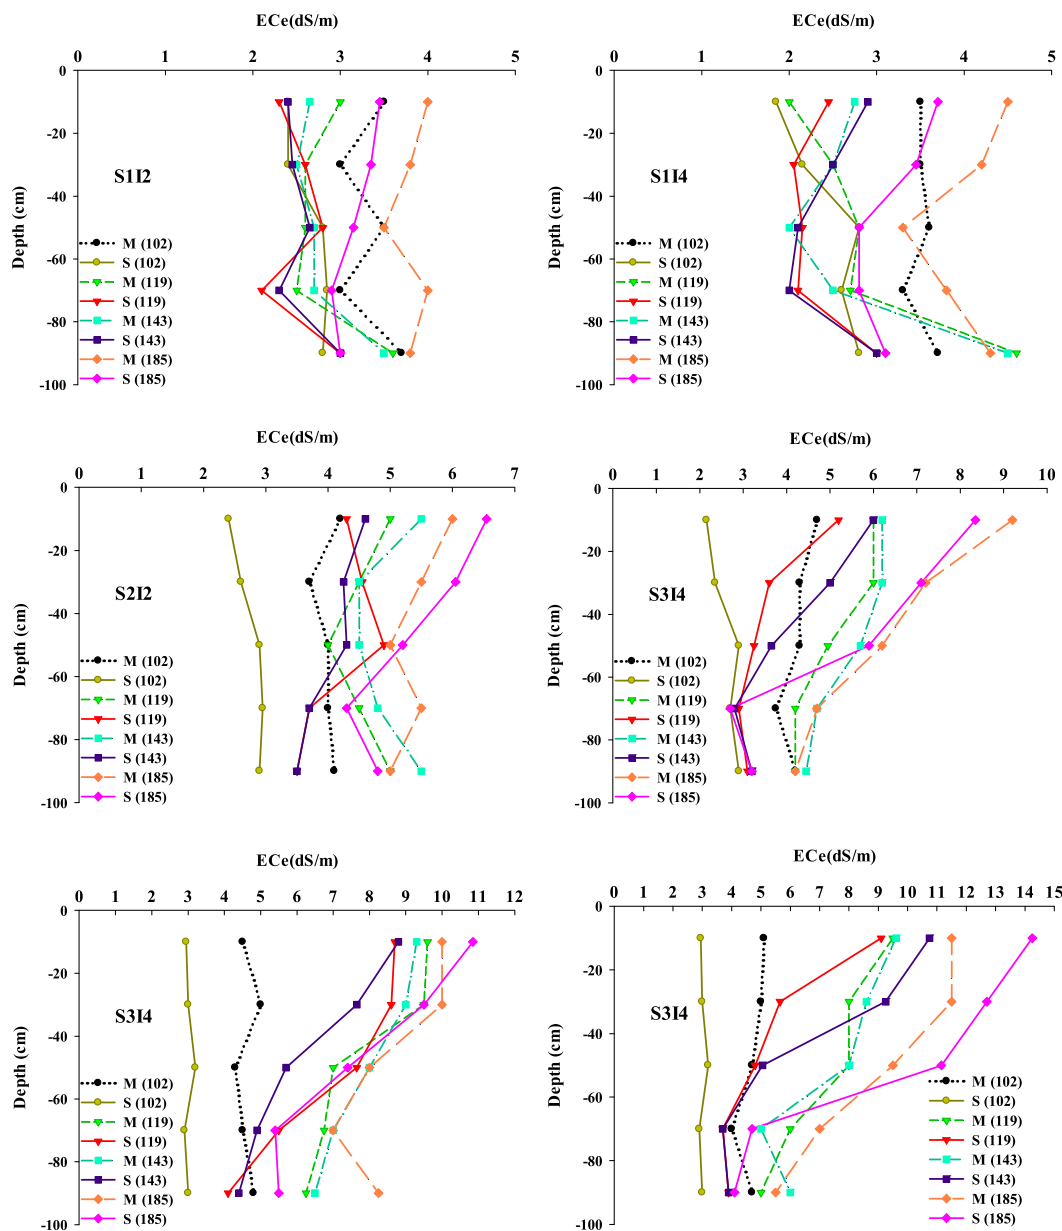 ECe(dS/m)
0 1 2 3 4 5
0
-20
-40
-60
-80
-100
Depth (cm)
S1I2
M (102)
S (102)
M (119)
S (119)
M (143)
S (143)
M (185)
S (185)
ECe(dS/m)
0 1 2 3 4 5
0
-20
-40
-60
-80
-100
Depth (cm)
S1I4
M (102)
S (102)
M (119)
S (119)
M (143)
S (143)
M (185)
S (185)
ECe(dS/m)
0 1 2 3 4 5 6 7
0
-20
-40
-60
-80
-100
Depth (cm)
S2I2
M (102)
S (102)
M (119)
S (119)
M (143)
S (143)
M (185)
S (185)
ECe(dS/m)
0 1 2 3 4 5 6 7 8 9 10
0
-20
-40
-60
-80
-100
Depth (cm)
S3I4
M (102)
S (102)
M (119)
S (119)
M (143)
S (143)
M (185)
S (185)
ECe(dS/m)
0 1 2 3 4 5 6 7 8 9 10 11 12
0
-20
-40
-60
-80
-100
Depth (cm)
S3I4
M (102)
S (102)
M (119)
S (119)
M (143)
S (143)
M (185)
S (185)
ECe(dS/m)
0 1 2 3 4 5 6 7 8 9 10 11 12 13 14 15
0
-20
-40
-60
-80
-100
Depth (cm)
S3I4
M (102)
S (102)
M (119)
S (119)
M (143)
S (143)
M (185)
S (185)